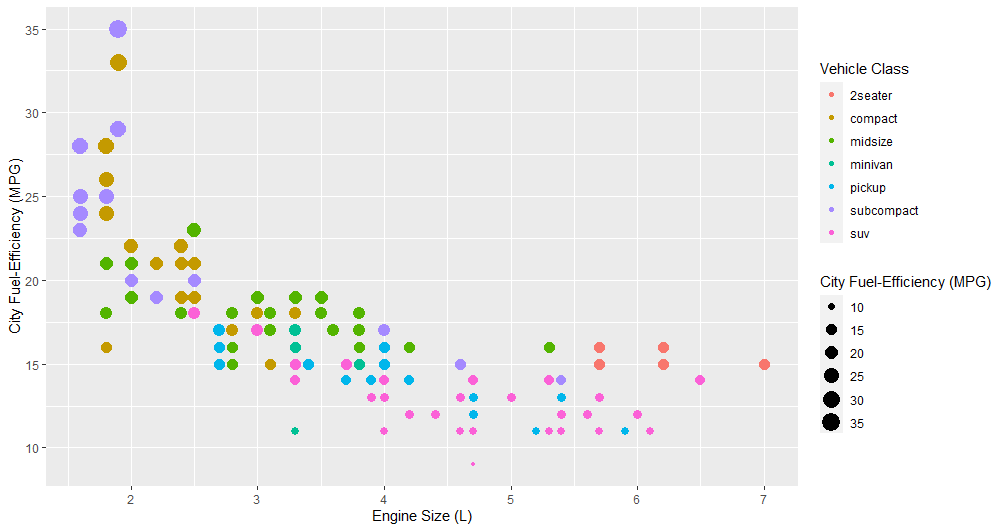 35
30
25
20
15
10
City Fuel-Efficiency (MPG)
2
3
4
5
6
7
Engine Size (L)
Vehicle Class
2seater
compact
midsize
minivan
pickup
subcompact
suv
City Fuel-Efficiency (MPG)
10
15
20
25
30
35